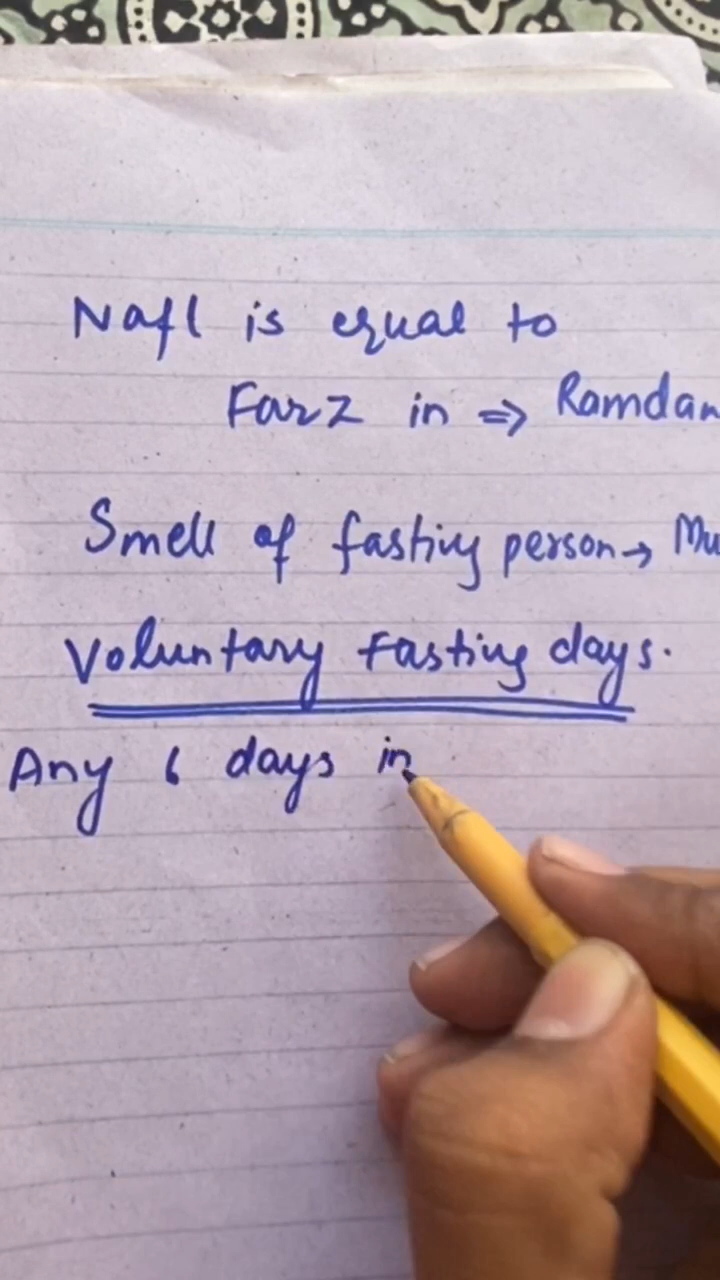 Nafl is equal to
Farz in ⇒ Ramdan
Smell of fasting person →
Voluntary Fasting days.
Any 6 days in